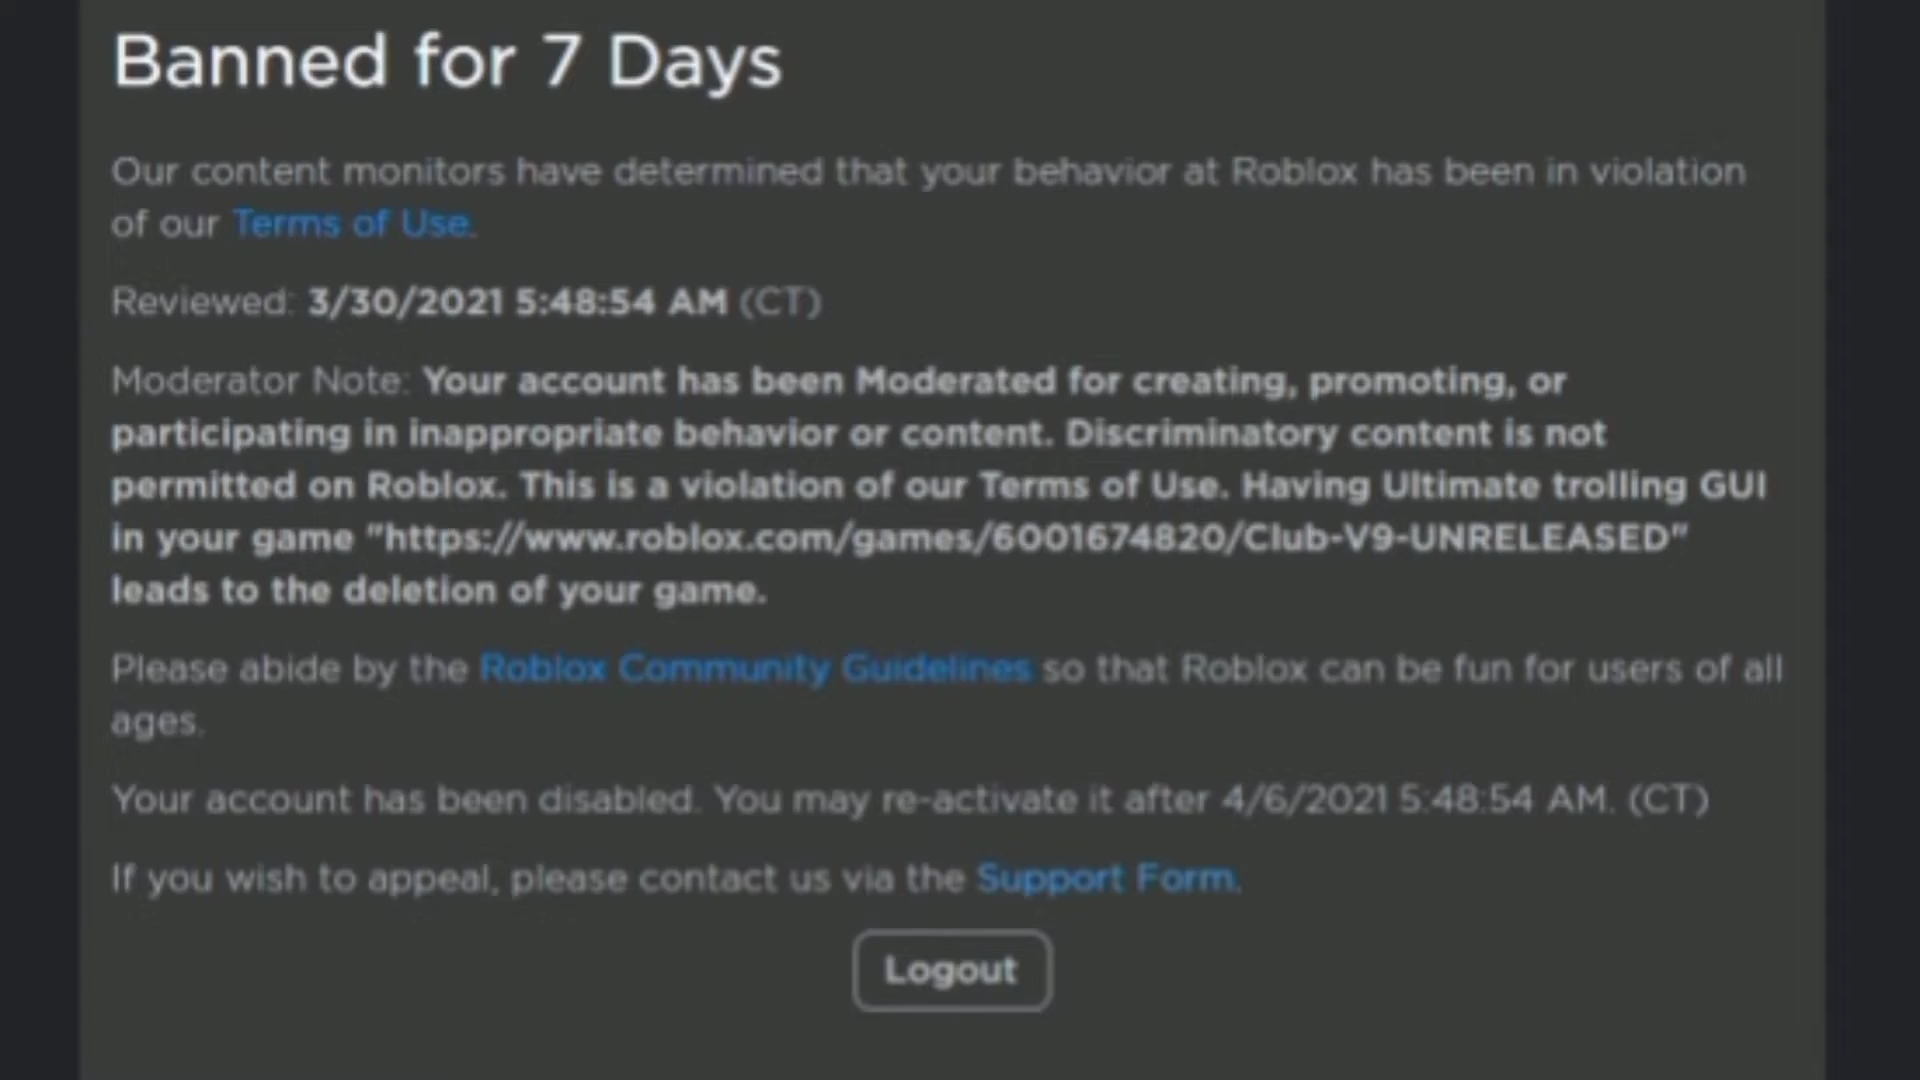 Banned for 7 Days
Our content monitors have determined that your behavior at Roblox has been in violation
of our Terms of Use.
Reviewed: 3/30/2021 5:48:54 AM (CT)
Moderator Note: Your account has been Moderated for creating, promoting, or
participating in inappropriate behavior or content. Discriminatory content is not
permitted on Roblox. This is a violation of our Terms of Use. Having Ultimate trolling GUI
in your game "https://www.roblox.com/games/6001674820/Club-V9-UNRELEASED"
leads to the deletion of your game.
Please abide by the Roblox Community Guidelines so that Roblox can be fun for users of all
ages.
Your account has been disabled. You may re-activate it after 4/6/2021 5:48:54 AM. (CT)
If you wish to appeal, please contact us via the Support Form.
Logout